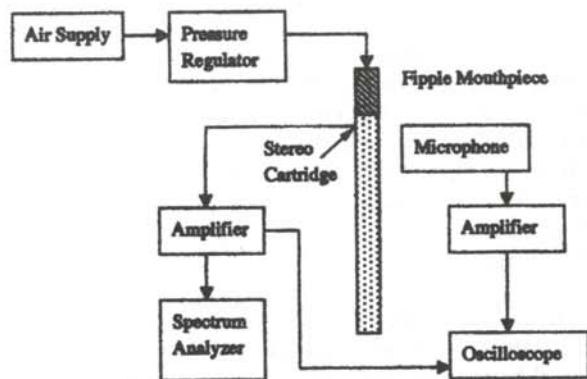 Air Supply
Pressure
Regulator
Fipple Mouthpiece
Stereo
Cartridge
Microphone
Amplifier
Amplifier
Spectrum
Analyzer
Oscilloscope